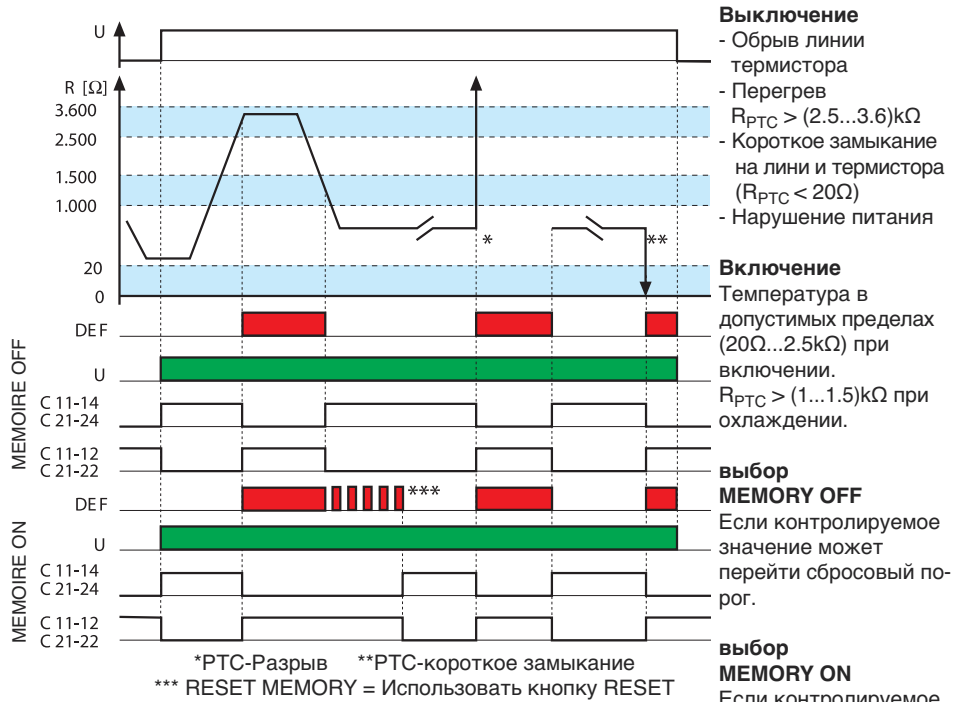 U
R [Ω]
3.600
2.500
1.500
1.000
20
0
*
**
MEMOIRE OFF
DEF
U
C 11-14
C 21-24
C 11-12
C 21-22
MEMOIRE ON
DEF
***
U
C 11-14
C 21-24
C 11-12
C 21-22
*PTC-Разрыв **PTC-короткое замыкание
*** RESET MEMORY = Использовать кнопку RESET
Выключение
- Обрыв линии
термистора
- Перегрев
RPTC > (2.5...3.6)kΩ
- Короткое замыкание
на лини и термистора
(RPTC < 20Ω)
- Нарушение питания
Включение
Температура в
допустимых пределах
(20Ω...2.5kΩ) при
включении.
RPTC > (1...1.5)kΩ при
охлаждении.
выбор
MEMORY OFF
Если контролируемое
значение может
перейти сбросовый по-
рог.
выбор
MEMORY ON
Если контролируемое